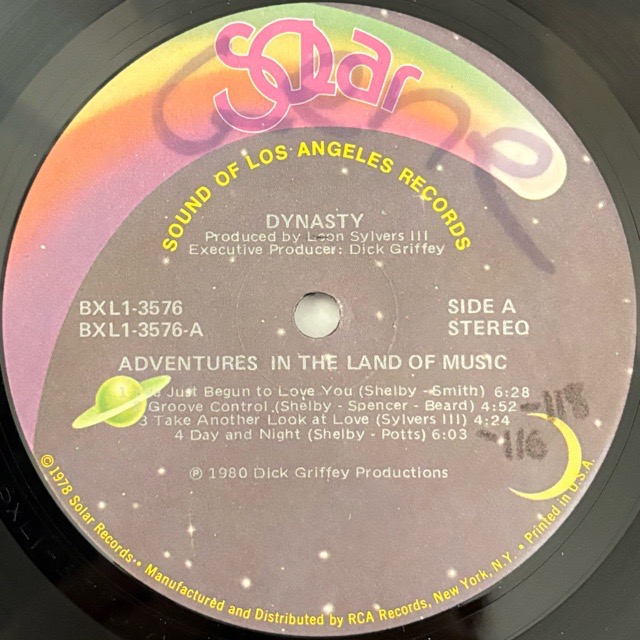 Solar
SOUND OF LOS ANGELES RECORDS
DYNASTY
Produced by Leon Sylvers III
Executive Producer: Dick Griffey
BXL1-3576
BXL1-3576-A
SIDE A
STEREO
ADVENTURES IN THE LAND OF MUSIC
Just Begun to Love You (Shelby - Smith) 6:28
Groove Control (Shelby - Spencer - Beard) 4:52 -118
3 Take Another Look at Love (Sylvers III) 4:24 -116
4 Day and Night (Shelby - Potts) 6:03
℗ 1980 Dick Griffey Productions
©1978 Solar Records • Manufactured and Distributed by RCA Records, New York, N.Y. • Printed in U.S.A.